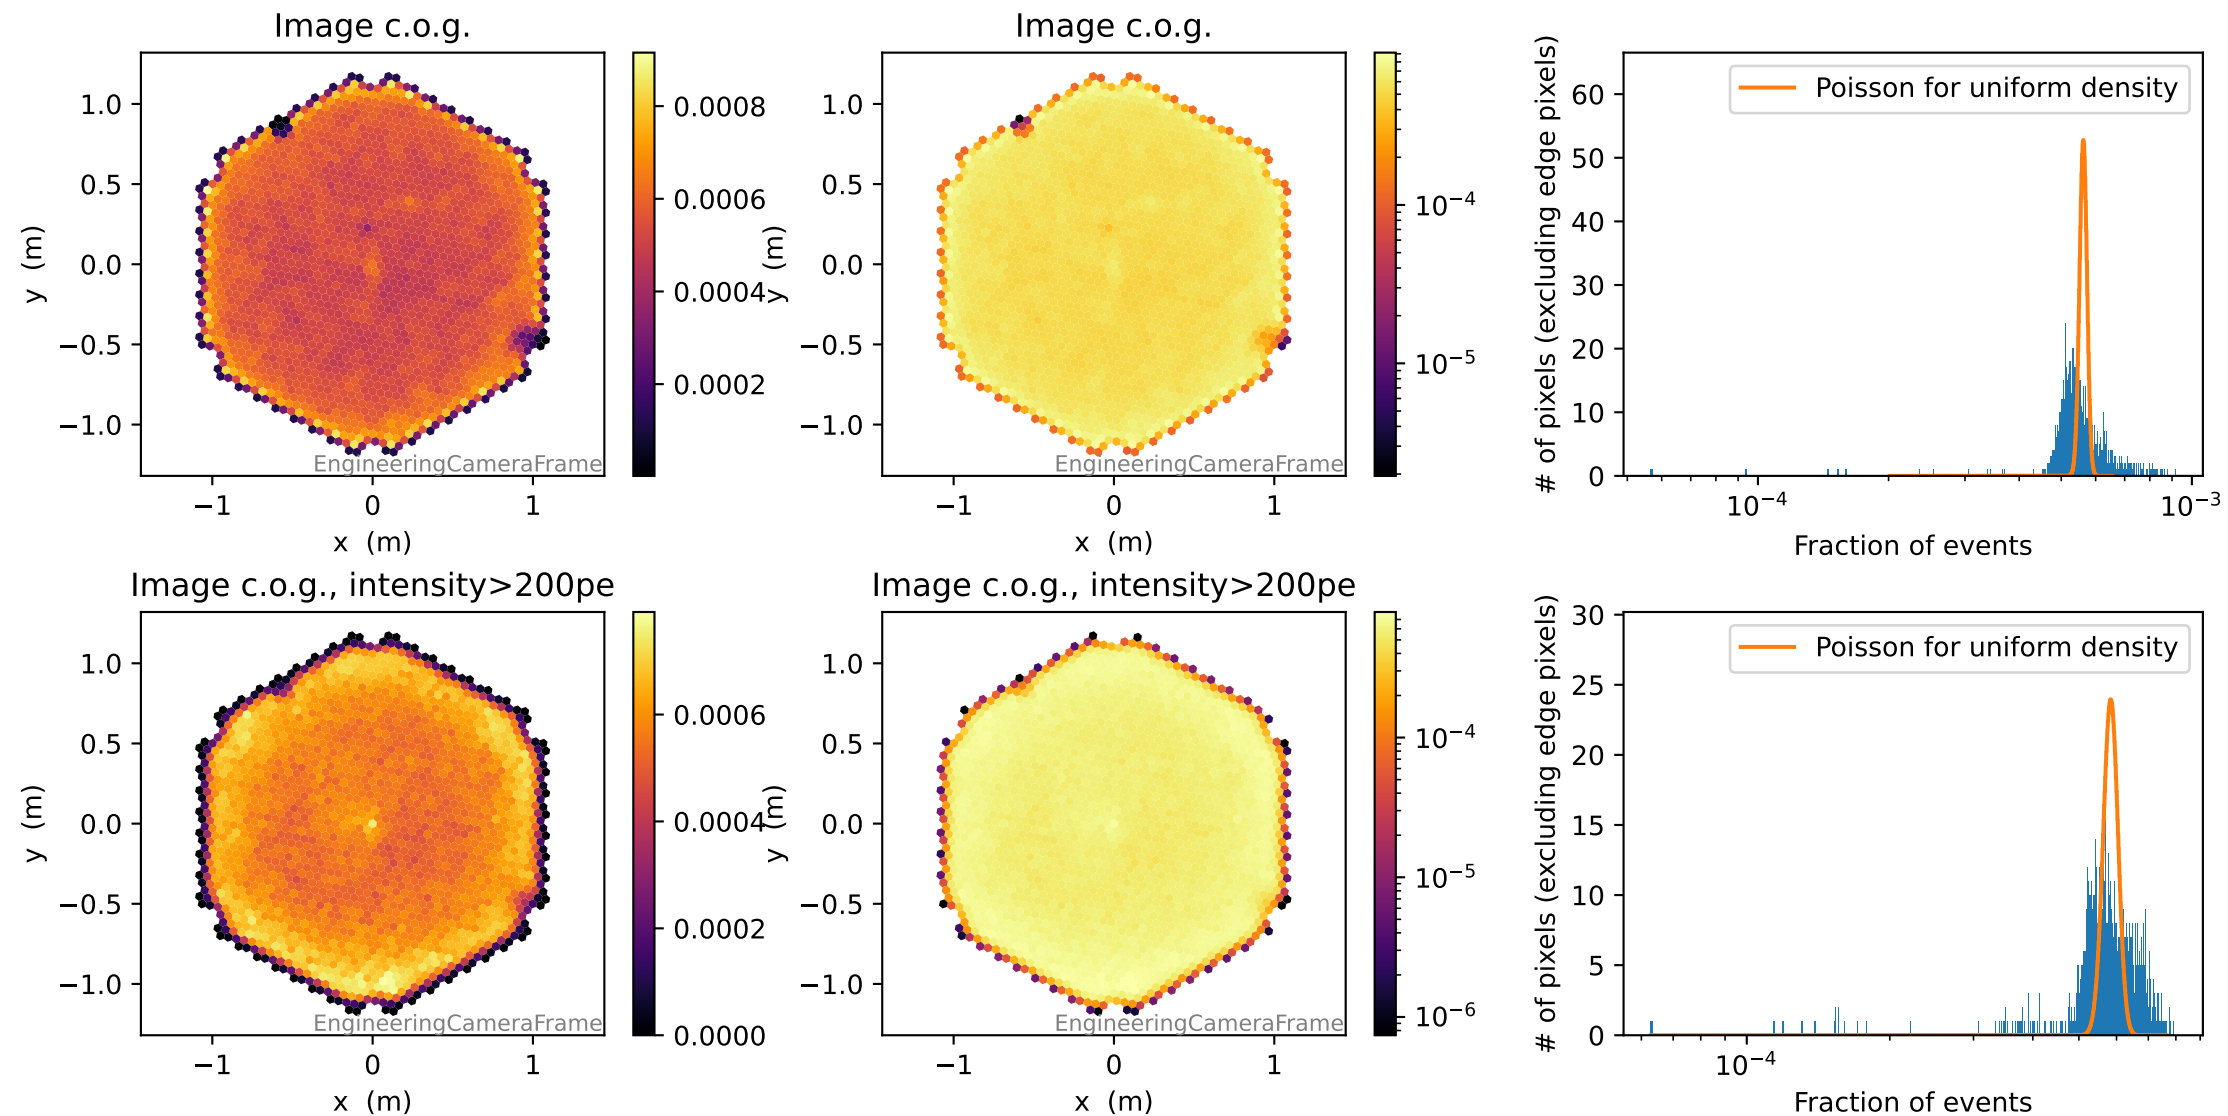 Image c.o.g.
1.0
0.5
0.0
−0.5
−1.0
y (m)
−1 0 1
x (m)
EngineeringCameraFrame
0.0008
0.0006
0.0004
0.0002
Image c.o.g.
1.0
0.5
0.0
−0.5
−1.0
y (m)
−1 0 1
x (m)
EngineeringCameraFrame
10−4
10−5
Poisson for uniform density
60
50
40
30
20
10
0
# of pixels (excluding edge pixels)
10−4 10−3
Fraction of events
Image c.o.g., intensity>200pe
1.0
0.5
0.0
−0.5
−1.0
y (m)
−1 0 1
x (m)
EngineeringCameraFrame
0.0006
0.0004
0.0002
0.0000
Image c.o.g., intensity>200pe
1.0
0.5
0.0
−0.5
−1.0
y (m)
−1 0 1
x (m)
EngineeringCameraFrame
10−4
10−5
10−6
Poisson for uniform density
30
25
20
15
10
5
0
# of pixels (excluding edge pixels)
10−4
Fraction of events